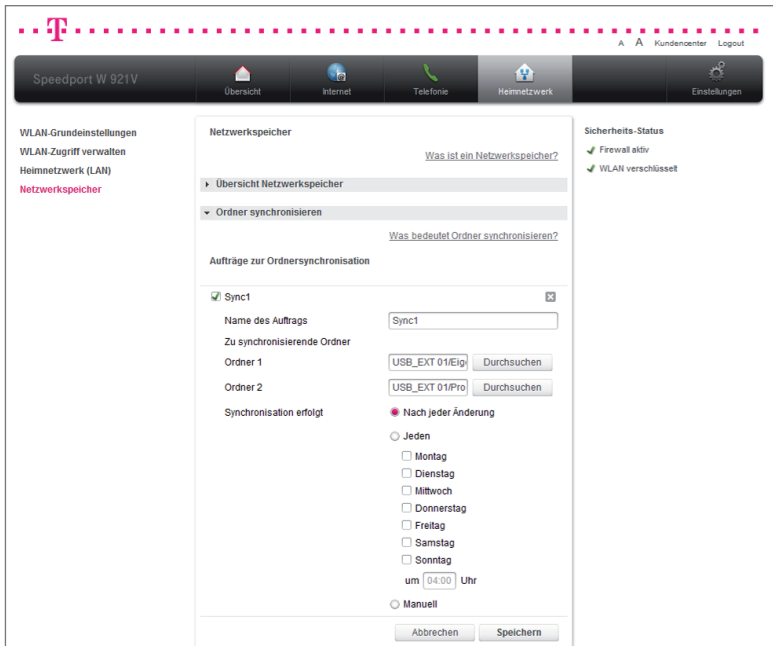 T
A A Kundencenter Logout
Speedport W 921V
Übersicht
Internet
Telefonie
Heimnetzwerk
Einstellungen
WLAN-Grundeinstellungen
WLAN-Zugriff verwalten
Heimnetzwerk (LAN)
Netzwerkspeicher
Netzwerkspeicher
Was ist ein Netzwerkspeicher?
Übersicht Netzwerkspeicher
Ordner synchronisieren
Was bedeutet Ordner synchronisieren?
Aufträge zur Ordnersynchronisation
Sync1
Name des Auftrags Sync1
Zu synchronisierende Ordner
Ordner 1 USB_EXT 01/Eig Durchsuchen
Ordner 2 USB_EXT 01/Pro Durchsuchen
Synchronisation erfolgt Nach jeder Änderung
Jeden
Montag
Dienstag
Mittwoch
Donnerstag
Freitag
Samstag
Sonntag
um 04:00 Uhr
Manuell
Abbrechen Speichern
Sicherheits-Status
Firewall aktiv
WLAN verschlüsselt